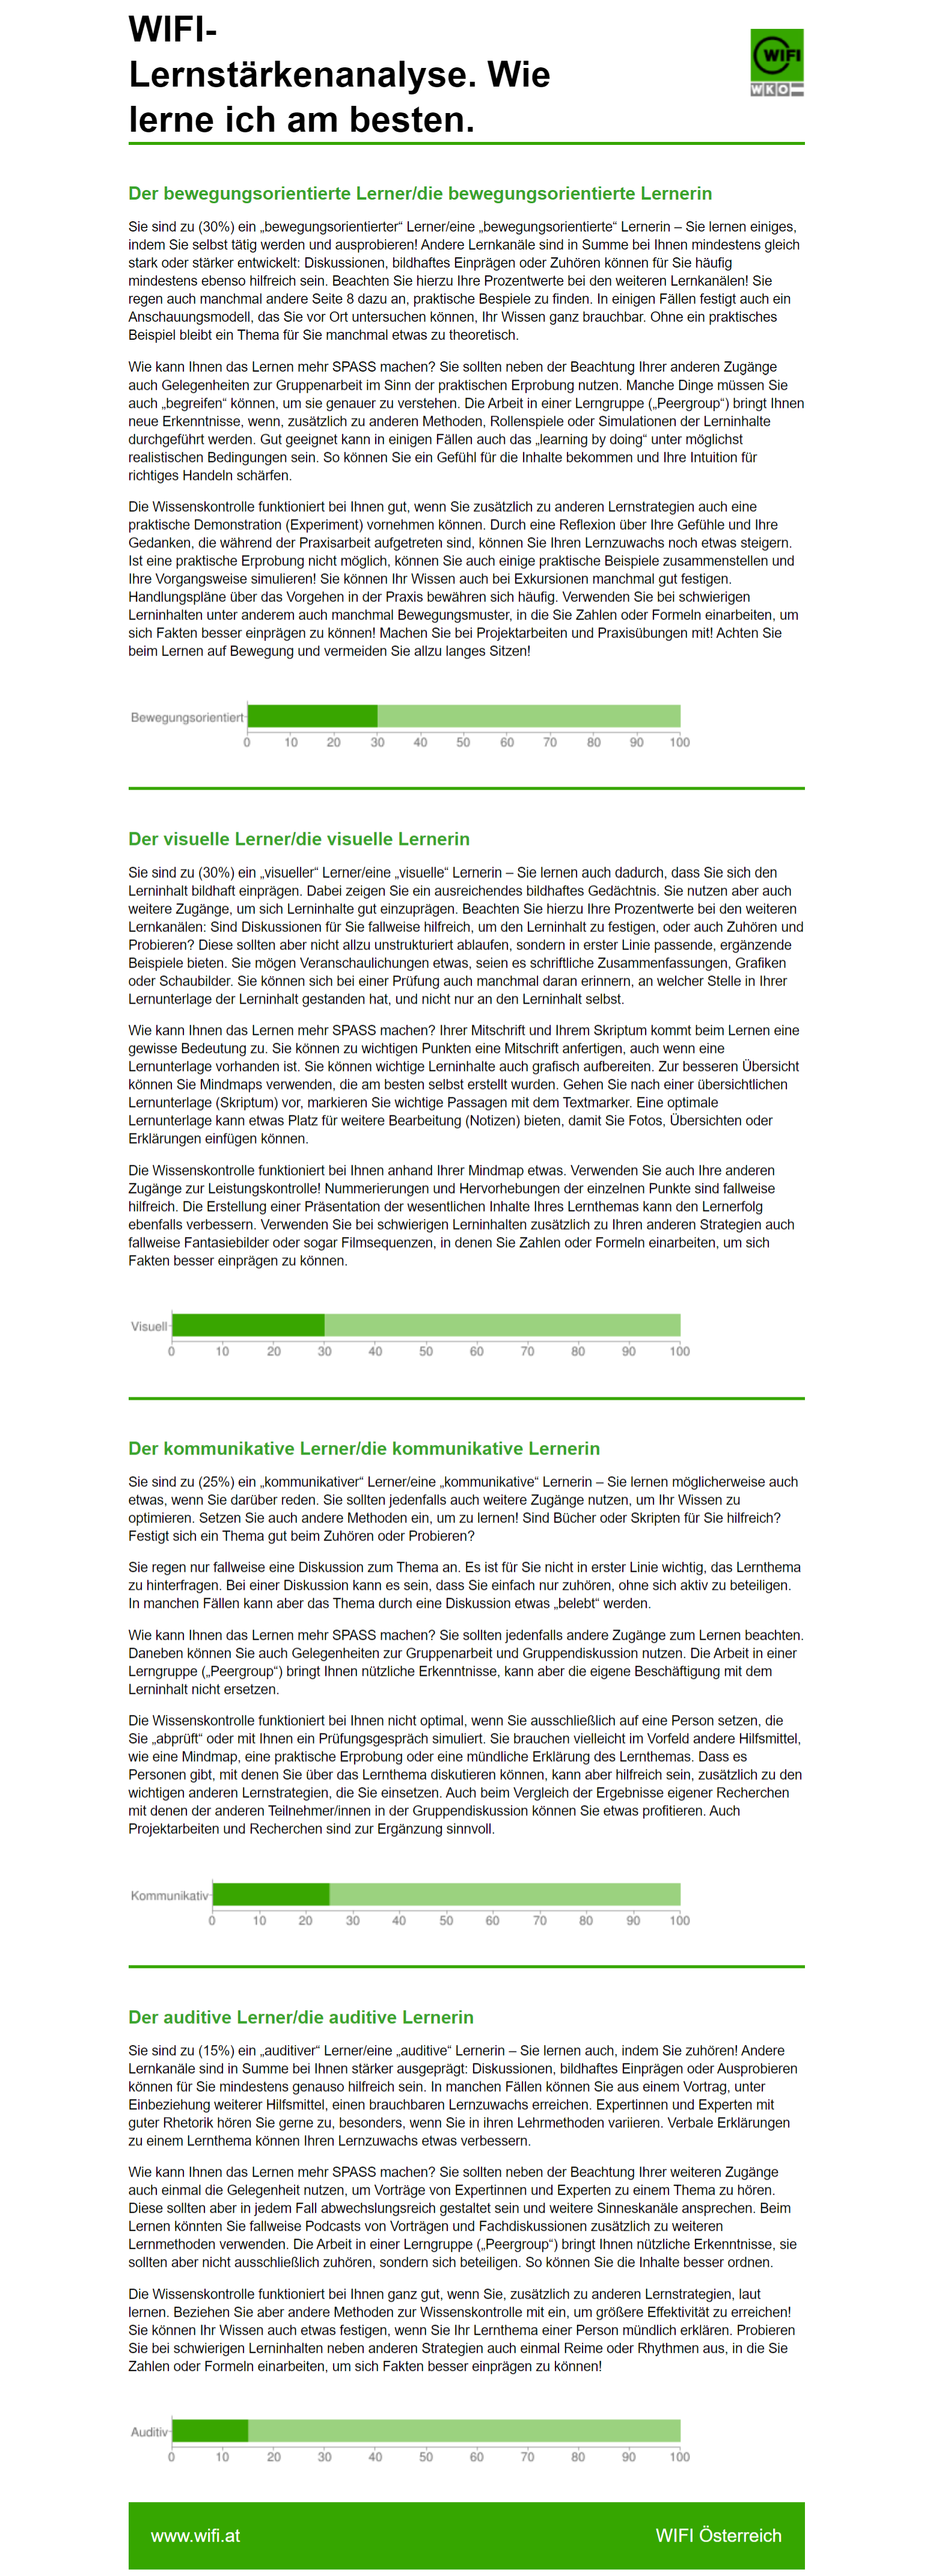 WIFI-
Lernstärkenanalyse. Wie
lerne ich am besten.
WIFI
WKO
Der bewegungsorientierte Lerner/die bewegungsorientierte Lernerin
Sie sind zu (30%) ein „bewegungsorientierter“ Lerner/eine „bewegungsorientierte“ Lernerin – Sie lernen einiges,
indem Sie selbst tätig werden und ausprobieren! Andere Lernkanäle sind in Summe bei Ihnen mindestens gleich
stark oder stärker entwickelt: Diskussionen, bildhaftes Einprägen oder Zuhören können für Sie häufig
mindestens ebenso hilfreich sein. Beachten Sie hierzu Ihre Prozentwerte bei den weiteren Lernkanälen! Sie
regen auch manchmal andere Seite 8 dazu an, praktische Bespiele zu finden. In einigen Fällen festigt auch ein
Anschauungsmodell, das Sie vor Ort untersuchen können, Ihr Wissen ganz brauchbar. Ohne ein praktisches
Beispiel bleibt ein Thema für Sie manchmal etwas zu theoretisch.
Wie kann Ihnen das Lernen mehr SPASS machen? Sie sollten neben der Beachtung Ihrer anderen Zugänge
auch Gelegenheiten zur Gruppenarbeit im Sinn der praktischen Erprobung nutzen. Manche Dinge müssen Sie
auch „begreifen“ können, um sie genauer zu verstehen. Die Arbeit in einer Lerngruppe („Peergroup“) bringt Ihnen
neue Erkenntnisse, wenn, zusätzlich zu anderen Methoden, Rollenspiele oder Simulationen der Lerninhalte
durchgeführt werden. Gut geeignet kann in einigen Fällen auch das „learning by doing“ unter möglichst
realistischen Bedingungen sein. So können Sie ein Gefühl für die Inhalte bekommen und Ihre Intuition für
richtiges Handeln schärfen.
Die Wissenskontrolle funktioniert bei Ihnen gut, wenn Sie zusätzlich zu anderen Lernstrategien auch eine
praktische Demonstration (Experiment) vornehmen können. Durch eine Reflexion über Ihre Gefühle und Ihre
Gedanken, die während der Praxisarbeit aufgetreten sind, können Sie Ihren Lernzuwachs noch etwas steigern.
Ist eine praktische Erprobung nicht möglich, können Sie auch einige praktische Beispiele zusammenstellen und
Ihre Vorgangsweise simulieren! Sie können Ihr Wissen auch bei Exkursionen manchmal gut festigen.
Handlungspläne über das Vorgehen in der Praxis bewähren sich häufig. Verwenden Sie bei schwierigen
Lerninhalten unter anderem auch manchmal Bewegungsmuster, in die Sie Zahlen oder Formeln einarbeiten, um
sich Fakten besser einprägen zu können! Machen Sie bei Projektarbeiten und Praxisübungen mit! Achten Sie
beim Lernen auf Bewegung und vermeiden Sie allzu langes Sitzen!
Bewegungsorientiert
0 10 20 30 40 50 60 70 80 90 100
Der visuelle Lerner/die visuelle Lernerin
Sie sind zu (30%) ein „visueller“ Lerner/eine „visuelle“ Lernerin – Sie lernen auch dadurch, dass Sie sich den
Lerninhalt bildhaft einprägen. Dabei zeigen Sie ein ausreichendes bildhaftes Gedächtnis. Sie nutzen aber auch
weitere Zugänge, um sich Lerninhalte gut einzuprägen. Beachten Sie hierzu Ihre Prozentwerte bei den weiteren
Lernkanälen: Sind Diskussionen für Sie fallweise hilfreich, um den Lerninhalt zu festigen, oder auch Zuhören und
Probieren? Diese sollten aber nicht allzu unstrukturiert ablaufen, sondern in erster Linie passende, ergänzende
Beispiele bieten. Sie mögen Veranschaulichungen etwas, seien es schriftliche Zusammenfassungen, Grafiken
oder Schaubilder. Sie können sich bei einer Prüfung auch manchmal daran erinnern, an welcher Stelle in Ihrer
Lernunterlage der Lerninhalt gestanden hat, und nicht nur an den Lerninhalt selbst.
Wie kann Ihnen das Lernen mehr SPASS machen? Ihrer Mitschrift und Ihrem Skriptum kommt beim Lernen eine
gewisse Bedeutung zu. Sie können zu wichtigen Punkten eine Mitschrift anfertigen, auch wenn eine
Lernunterlage vorhanden ist. Sie können wichtige Lerninhalte auch grafisch aufbereiten. Zur besseren Übersicht
können Sie Mindmaps verwenden, die am besten selbst erstellt wurden. Gehen Sie nach einer übersichtlichen
Lernunterlage (Skriptum) vor, markieren Sie wichtige Passagen mit dem Textmarker. Eine optimale
Lernunterlage kann etwas Platz für weitere Bearbeitung (Notizen) bieten, damit Sie Fotos, Übersichten oder
Erklärungen einfügen können.
Die Wissenskontrolle funktioniert bei Ihnen anhand Ihrer Mindmap etwas. Verwenden Sie auch Ihre anderen
Zugänge zur Leistungskontrolle! Nummerierungen und Hervorhebungen der einzelnen Punkte sind fallweise
hilfreich. Die Erstellung einer Präsentation der wesentlichen Inhalte Ihres Lernthemas kann den Lernerfolg
ebenfalls verbessern. Verwenden Sie bei schwierigen Lerninhalten zusätzlich zu Ihren anderen Strategien auch
fallweise Fantasiebilder oder sogar Filmsequenzen, in denen Sie Zahlen oder Formeln einarbeiten, um sich
Fakten besser einprägen zu können.
Visuell
0 10 20 30 40 50 60 70 80 90 100
Der kommunikative Lerner/die kommunikative Lernerin
Sie sind zu (25%) ein „kommunikativer“ Lerner/eine „kommunikative“ Lernerin – Sie lernen möglicherweise auch
etwas, wenn Sie darüber reden. Sie sollten jedenfalls auch weitere Zugänge nutzen, um Ihr Wissen zu
optimieren. Setzen Sie auch andere Methoden ein, um zu lernen! Sind Bücher oder Skripten für Sie hilfreich?
Festigt sich ein Thema gut beim Zuhören oder Probieren?
Sie regen nur fallweise eine Diskussion zum Thema an. Es ist für Sie nicht in erster Linie wichtig, das Lernthema
zu hinterfragen. Bei einer Diskussion kann es sein, dass Sie einfach nur zuhören, ohne sich aktiv zu beteiligen.
In manchen Fällen kann aber das Thema durch eine Diskussion etwas „belebt“ werden.
Wie kann Ihnen das Lernen mehr SPASS machen? Sie sollten jedenfalls andere Zugänge zum Lernen beachten.
Daneben können Sie auch Gelegenheiten zur Gruppenarbeit und Gruppendiskussion nutzen. Die Arbeit in einer
Lerngruppe („Peergroup“) bringt Ihnen nützliche Erkenntnisse, kann aber die eigene Beschäftigung mit dem
Lerninhalt nicht ersetzen.
Die Wissenskontrolle funktioniert bei Ihnen nicht optimal, wenn Sie ausschließlich auf eine Person setzen, die
Sie „abprüft“ oder mit Ihnen ein Prüfungsgespräch simuliert. Sie brauchen vielleicht im Vorfeld andere Hilfsmittel,
wie eine Mindmap, eine praktische Erprobung oder eine mündliche Erklärung des Lernthemas. Dass es
Personen gibt, mit denen Sie über das Lernthema diskutieren können, kann aber hilfreich sein, zusätzlich zu den
wichtigen anderen Lernstrategien, die Sie einsetzen. Auch beim Vergleich der Ergebnisse eigener Recherchen
mit denen der anderen Teilnehmer/innen in der Gruppendiskussion können Sie etwas profitieren. Auch
Projektarbeiten und Recherchen sind zur Ergänzung sinnvoll.
Kommunikativ
0 10 20 30 40 50 60 70 80 90 100
Der auditive Lerner/die auditive Lernerin
Sie sind zu (15%) ein „auditiver“ Lerner/eine „auditive“ Lernerin – Sie lernen auch, indem Sie zuhören! Andere
Lernkanäle sind in Summe bei Ihnen stärker ausgeprägt: Diskussionen, bildhaftes Einprägen oder Ausprobieren
können für Sie mindestens genauso hilfreich sein. In manchen Fällen können Sie aus einem Vortrag, unter
Einbeziehung weiterer Hilfsmittel, einen brauchbaren Lernzuwachs erreichen. Expertinnen und Experten mit
guter Rhetorik hören Sie gerne zu, besonders, wenn Sie in ihren Lehrmethoden variieren. Verbale Erklärungen
zu einem Lernthema können Ihren Lernzuwachs etwas verbessern.
Wie kann Ihnen das Lernen mehr SPASS machen? Sie sollten neben der Beachtung Ihrer weiteren Zugänge
auch einmal die Gelegenheit nutzen, um Vorträge von Expertinnen und Experten zu einem Thema zu hören.
Diese sollten aber in jedem Fall abwechslungsreich gestaltet sein und weitere Sinneskanäle ansprechen. Beim
Lernen könnten Sie fallweise Podcasts von Vorträgen und Fachdiskussionen zusätzlich zu weiteren
Lernmethoden verwenden. Die Arbeit in einer Lerngruppe („Peergroup“) bringt Ihnen nützliche Erkenntnisse, sie
sollten aber nicht ausschließlich zuhören, sondern sich beteiligen. So können Sie die Inhalte besser ordnen.
Die Wissenskontrolle funktioniert bei Ihnen ganz gut, wenn Sie, zusätzlich zu anderen Lernstrategien, laut
lernen. Beziehen Sie aber andere Methoden zur Wissenskontrolle mit ein, um größere Effektivität zu erreichen!
Sie können Ihr Wissen auch etwas festigen, wenn Sie Ihr Lernthema einer Person mündlich erklären. Probieren
Sie bei schwierigen Lerninhalten neben anderen Strategien auch einmal Reime oder Rhythmen aus, in die Sie
Zahlen oder Formeln einarbeiten, um sich Fakten besser einprägen zu können!
Auditiv
0 10 20 30 40 50 60 70 80 90 100
www.wifi.at WIFI Österreich